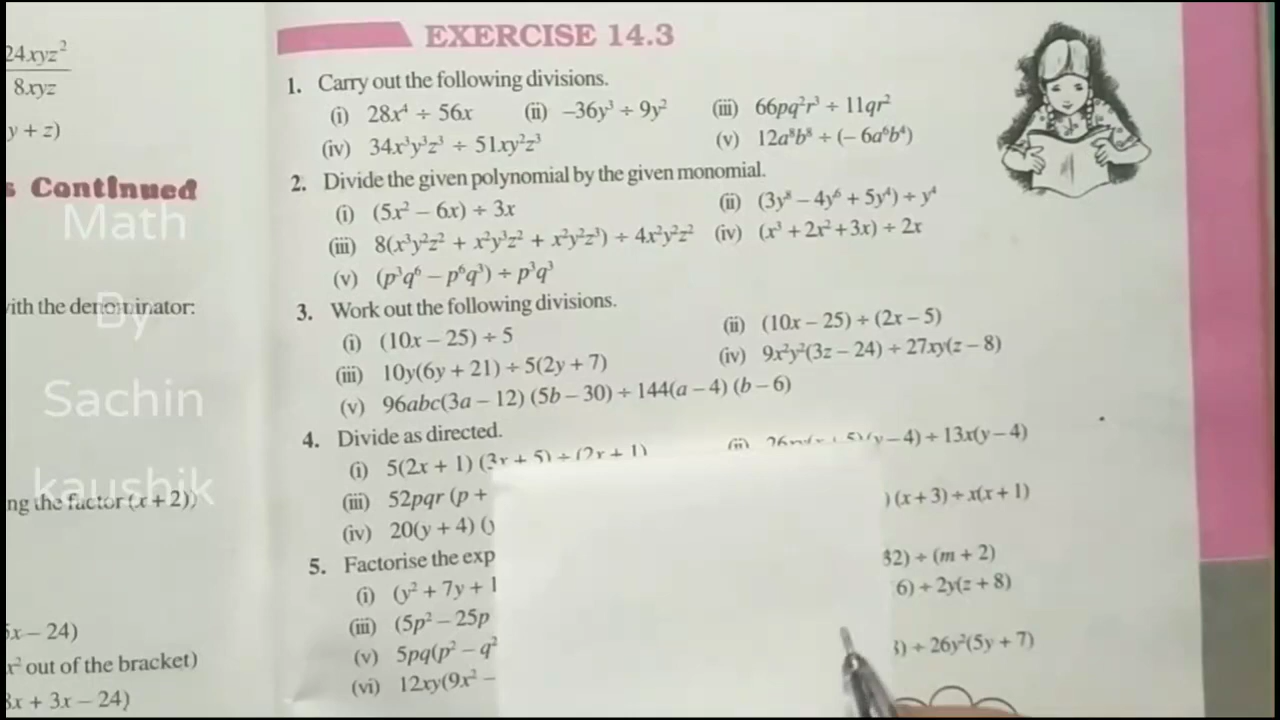 24xyz²
8xyz
y + z)
s Continued
Math
ith the denominator:
By
Sachin
kaushik
ng the factor (x + 2))
x – 24)
x² out of the bracket)
x + 3x – 24)
EXERCISE 14.3
1. Carry out the following divisions.
(i) 28x⁴ ÷ 56x (ii) –36y³ ÷ 9y² (iii) 66pq²r³ ÷ 11qr²
(iv) 34x³y³z³ ÷ 51xy²z³ (v) 12a⁸b⁸ ÷ (– 6a⁶b⁴)
2. Divide the given polynomial by the given monomial.
(i) (5x² – 6x) ÷ 3x (ii) (3y⁸ – 4y⁶ + 5y⁴) ÷ y⁴
(iii) 8(x³y²z² + x²y³z² + x²y²z³) ÷ 4x²y²z² (iv) (x³ + 2x² + 3x) ÷ 2x
(v) (p³q⁶ – p⁶q³) ÷ p³q³
3. Work out the following divisions.
(i) (10x – 25) ÷ 5 (ii) (10x – 25) ÷ (2x – 5)
(iii) 10y(6y + 21) ÷ 5(2y + 7) (iv) 9x²y²(3z – 24) ÷ 27xy(z – 8)
(v) 96abc(3a – 12) (5b – 30) ÷ 144(a – 4) (b – 6)
4. Divide as directed.
(i) 5(2x + 1) (3x + 5) ÷ (2x + 1) (ii) – 4) ÷ 13x(y – 4)
(iii) 52pqr (p + ) (x + 3) ÷ x(x + 1)
(iv) 20(y + 4) (y
5. Factorise the exp
32) ÷ (m + 2)
(i) (y² + 7y + 1 6) ÷ 2y(z + 8)
(iii) (5p² – 25p
(v) 5pq(p² – q² ) ÷ 26y²(5y + 7)
(vi) 12xy(9x² –